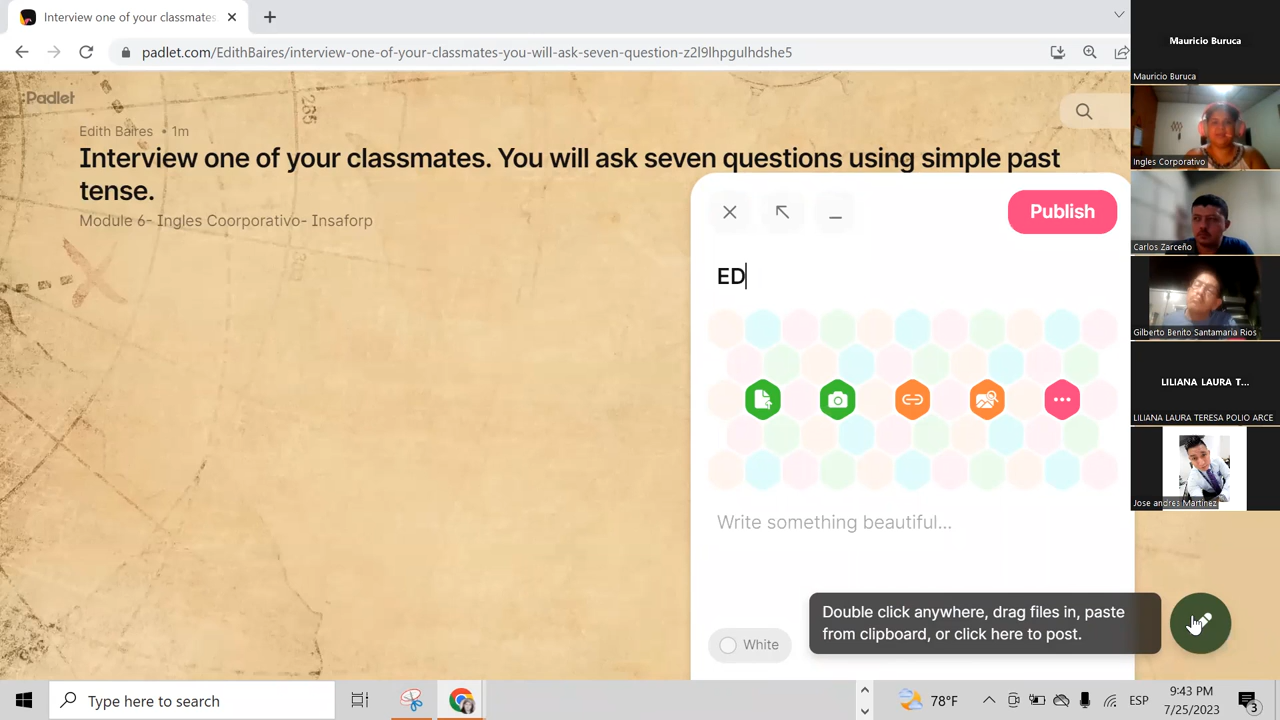 Interview one of your classmates
padlet.com/EdithBaires/interview-one-of-your-classmates-you-will-ask-seven-question-z2l9lhpgulhdshe5
:Padlet
Edith Baires • 1m
Interview one of your classmates. You will ask seven questions using simple past
tense.
Module 6- Ingles Coorporativo- Insaforp
Publish
ED
Write something beautiful...
Double click anywhere, drag files in, paste
from clipboard, or click here to post.
White
Mauricio Buruca
Mauricio Buruca
Ingles Corporativo
Carlos Zarceño
Gilberto Benito Santamaria Rios
LILIANA LAURA T...
LILIANA LAURA TERESA POLIO ARCE
Jose andres Martinez
285
Type here to search
78°F
ESP
9:43 PM
7/25/2023
3